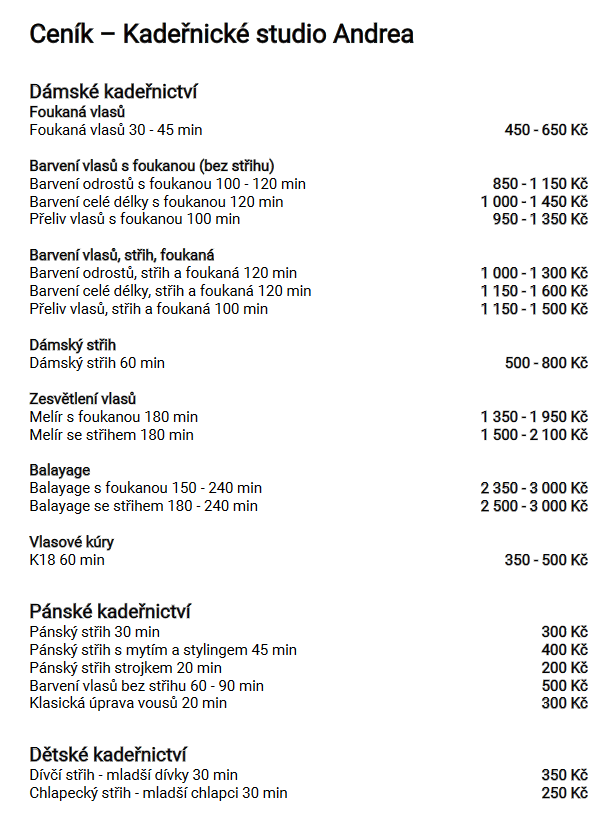 Ceník – Kadeřnické studio Andrea
Dámské kadeřnictví
Foukaná vlasů
Foukaná vlasů 30 - 45 min 450 - 650 Kč
Barvení vlasů s foukanou (bez střihu)
Barvení odrostů s foukanou 100 - 120 min 850 - 1 150 Kč
Barvení celé délky s foukanou 120 min 1 000 - 1 450 Kč
Přeliv vlasů s foukanou 100 min 950 - 1 350 Kč
Barvení vlasů, střih, foukaná
Barvení odrostů, střih a foukaná 120 min 1 000 - 1 300 Kč
Barvení celé délky, střih a foukaná 120 min 1 150 - 1 600 Kč
Přeliv vlasů, střih a foukaná 100 min 1 150 - 1 500 Kč
Dámský střih
Dámský střih 60 min 500 - 800 Kč
Zesvětlení vlasů
Melír s foukanou 180 min 1 350 - 1 950 Kč
Melír se střihem 180 min 1 500 - 2 100 Kč
Balayage
Balayage s foukanou 150 - 240 min 2 350 - 3 000 Kč
Balayage se střihem 180 - 240 min 2 500 - 3 000 Kč
Vlasové kúry
K18 60 min 350 - 500 Kč
Pánské kadeřnictví
Pánský střih 30 min 300 Kč
Pánský střih s mytím a stylingem 45 min 400 Kč
Pánský střih strojkem 20 min 200 Kč
Barvení vlasů bez střihu 60 - 90 min 500 Kč
Klasická úprava vousů 20 min 300 Kč
Dětské kadeřnictví
Dívčí střih - mladší dívky 30 min 350 Kč
Chlapecký střih - mladší chlapci 30 min 250 Kč